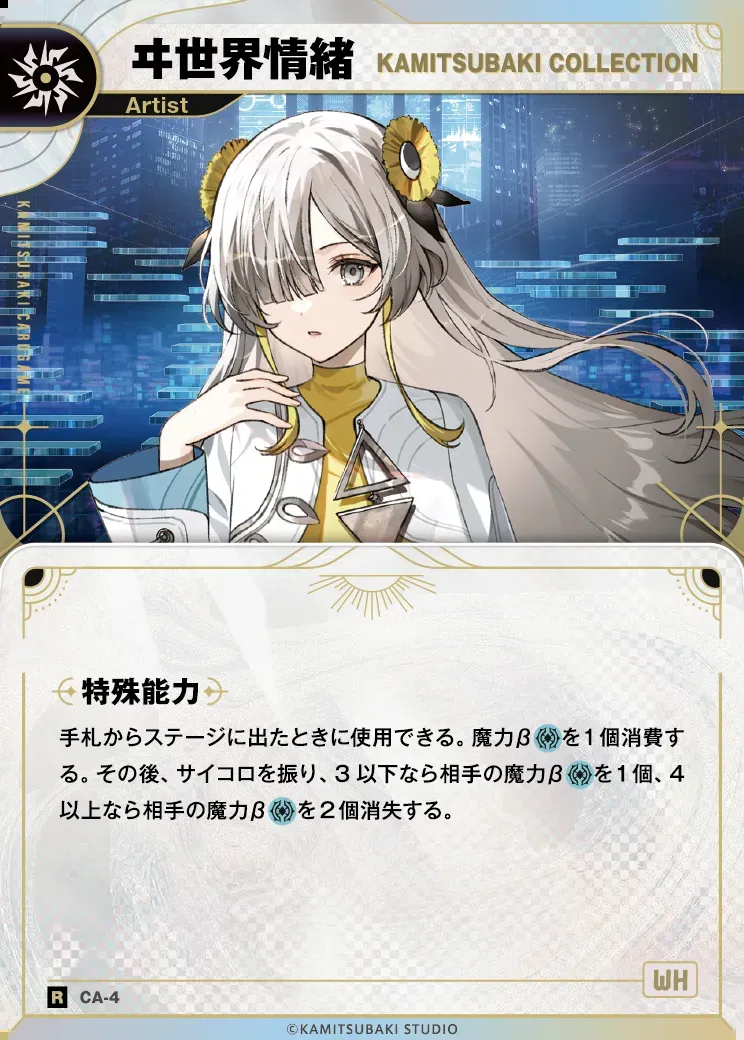 ヰ世界情緒 KAMITSUBAKI COLLECTION
Artist
KAMITSUBAKI CARDGAME
特殊能力
手札からステージに出たときに使用できる。魔力βを1個消費す
る。その後、サイコロを振り、3以下なら相手の魔力βを1個、4
以上なら相手の魔力βを2個消失する。
WH
R CA-4
©KAMITSUBAKI STUDIO